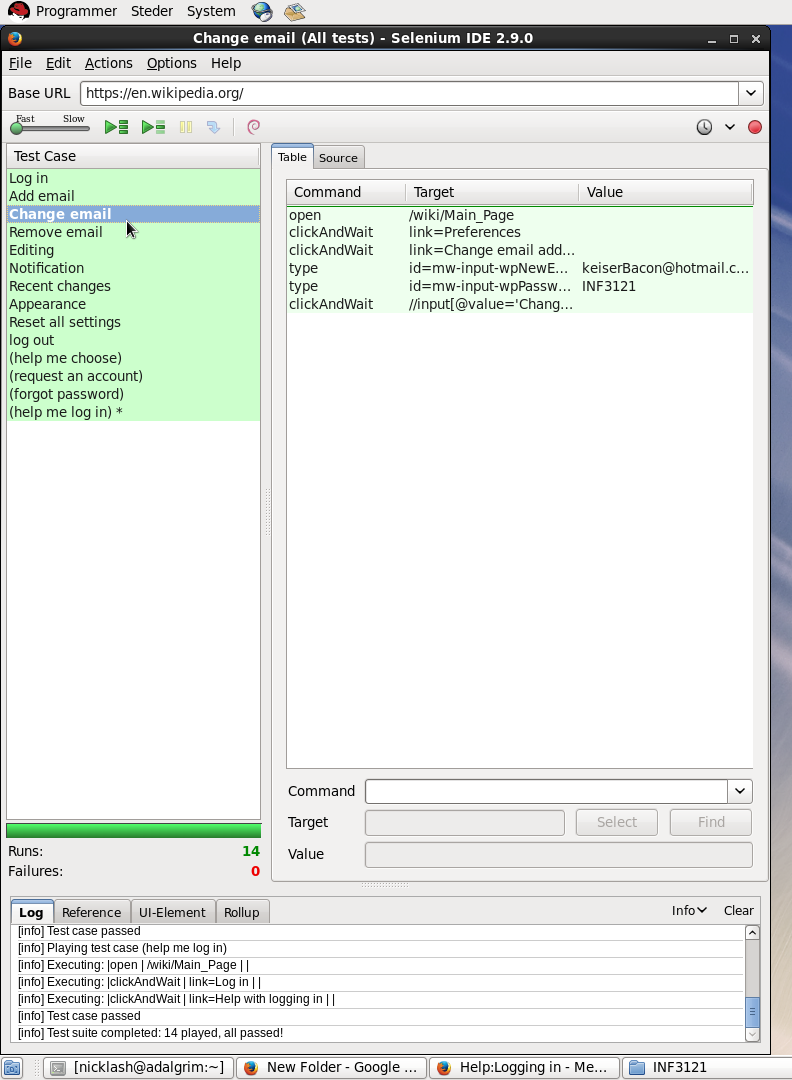 Programmer Steder System
Change email (All tests) - Selenium IDE 2.9.0
File Edit Actions Options Help
Base URL https://en.wikipedia.org/
Fast Slow
Test Case
Log in
Add email
Change email
Remove email
Editing
Notification
Recent changes
Appearance
Reset all settings
log out
(help me choose)
(request an account)
(forgot password)
(help me log in) *
Runs: 14
Failures: 0
Table Source
Command Target Value
open /wiki/Main_Page
clickAndWait link=Preferences
clickAndWait link=Change email add...
type id=mw-input-wpNewE... keiserBacon@hotmail.c...
type id=mw-input-wpPassw... INF3121
clickAndWait //input[@value='Chang...
Command
Target Select Find
Value
Log Reference UI-Element Rollup Info Clear
[info] Test case passed
[info] Playing test case (help me log in)
[info] Executing: |open | /wiki/Main_Page | |
[info] Executing: |clickAndWait | link=Log in | |
[info] Executing: |clickAndWait | link=Help with logging in | |
[info] Test case passed
[info] Test suite completed: 14 played, all passed!
[nicklash@adalgrim:~] New Folder - Google ... Help:Logging in - Me... INF3121